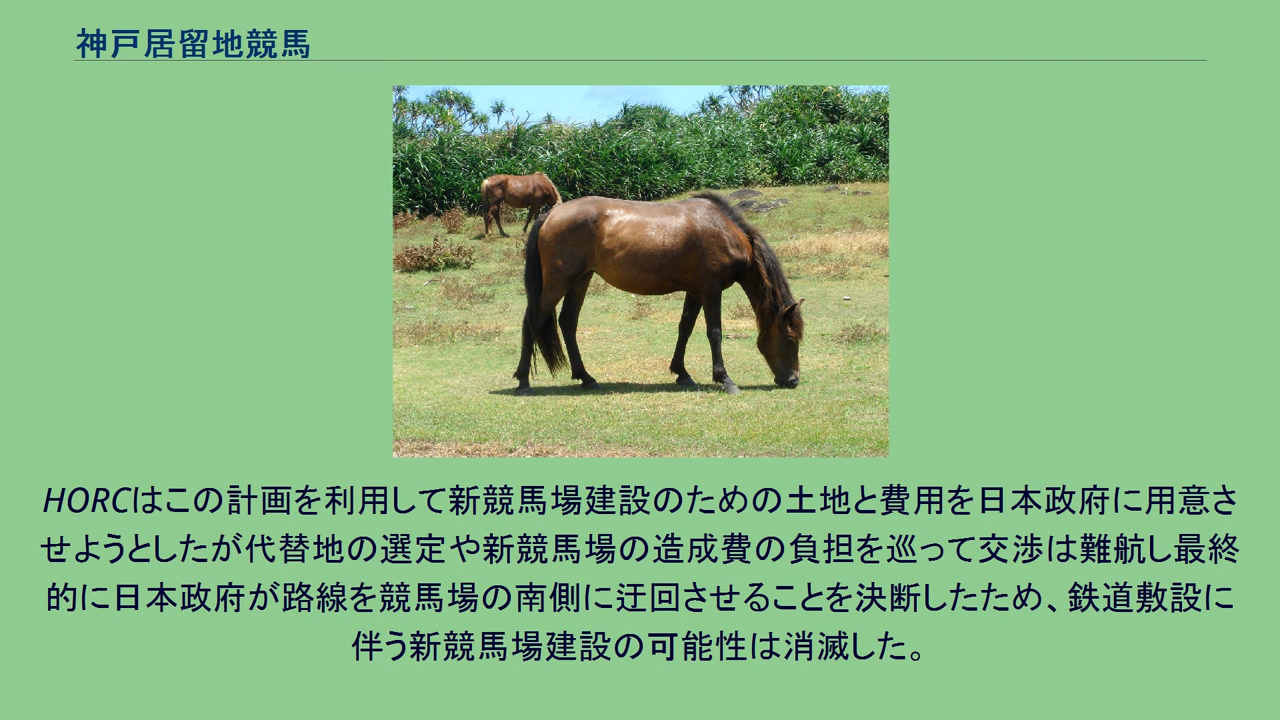 神戸居留地競馬
HORCはこの計画を利用して新競馬場建設のための土地と費用を日本政府に用意さ
せようとしたが代替地の選定や新競馬場の造成費の負担を巡って交渉は難航し最終
的に日本政府が路線を競馬場の南側に迂回させることを決断したため、鉄道敷設に
伴う新競馬場建設の可能性は消滅した。